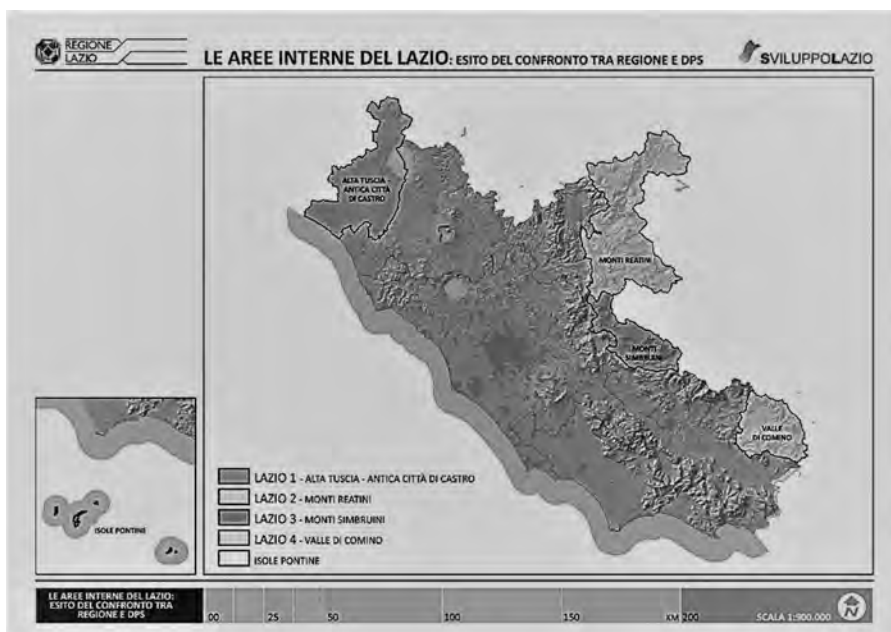 REGIONE
LAZIO
LE AREE INTERNE DEL LAZIO: ESITO DEL CONFRONTO TRA REGIONE E DPS
SVILUPPOLAZIO
ALTA TUSCIA -
ANTICA CITTÀ
DI CASTRO
MONTI REATINI
MONTI
SIMBRUINI
VALLE
DI COMINO
ISOLE PONTINE
LAZIO 1 - ALTA TUSCIA - ANTICA CITTÀ DI CASTRO
LAZIO 2 - MONTI REATINI
LAZIO 3 - MONTI SIMBRUINI
LAZIO 4 - VALLE DI COMINO
ISOLE PONTINE
LE AREE INTERNE DEL LAZIO:
ESITO DEL CONFRONTO TRA
REGIONE E DPS
00 25 50 100 150 KM 200
SCALA 1:900.000
N